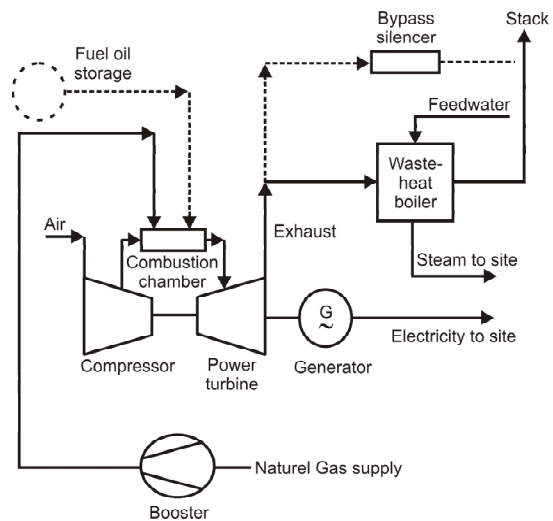 Bypass
silencer
Stack
Fuel oil
storage
Feedwater
Waste-
heat
boiler
Air
Exhaust
Combustion
chamber
Steam to site
G
~
Electricity to site
Compressor
Power
turbine
Generator
Naturel Gas supply
Booster